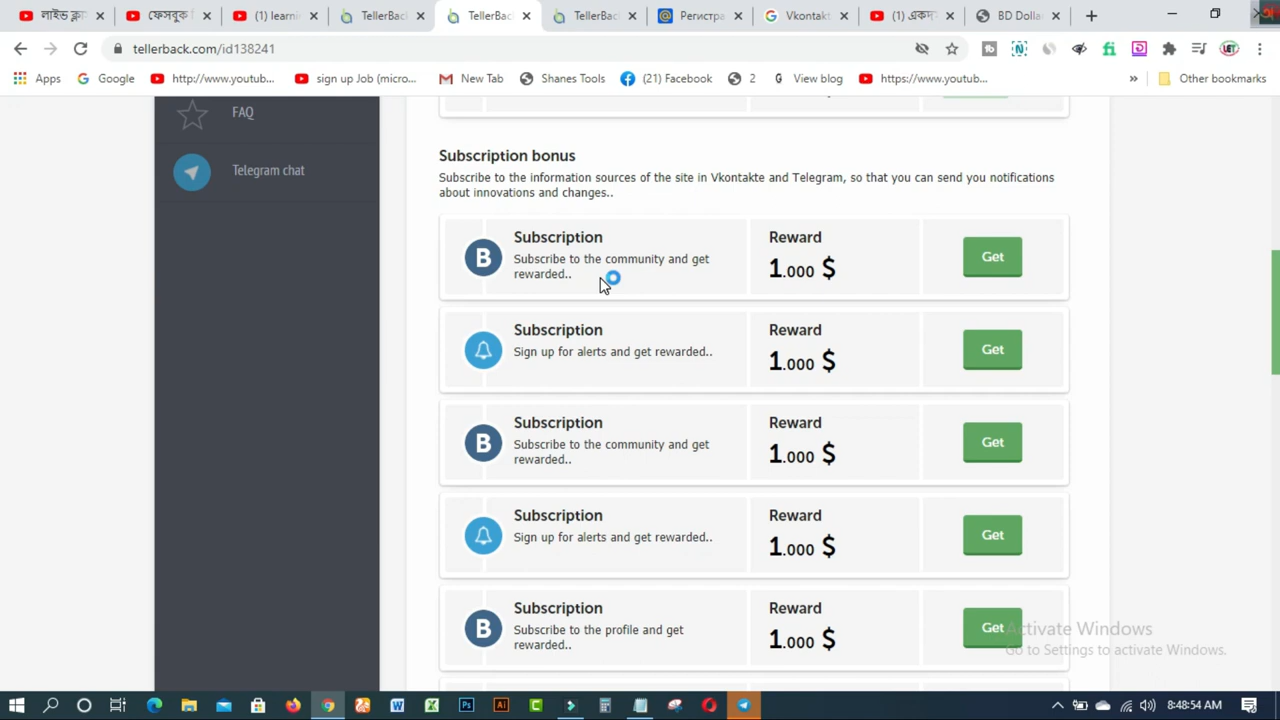 লাইভ ক্লা
ফেসবুক f
(1) learnin
TellerBac
TellerBac
TellerBac
Регистра
Vkontakt
(1) একদ
BD Dolla
tellerback.com/id138241
Apps
Google
http://www.youtub...
sign up Job (micro...
New Tab
Shanes Tools
(21) Facebook
2
View blog
https://www.youtub...
»
Other bookmarks
FAQ
Telegram chat
Subscription bonus
Subscribe to the information sources of the site in Vkontakte and Telegram, so that you can send you notifications
about innovations and changes..
Subscription
Subscribe to the community and get
rewarded..
Reward
1.000 $
Get
Subscription
Sign up for alerts and get rewarded..
Reward
1.000 $
Get
Subscription
Subscribe to the community and get
rewarded..
Reward
1.000 $
Get
Subscription
Sign up for alerts and get rewarded..
Reward
1.000 $
Get
Subscription
Subscribe to the profile and get
rewarded..
Reward
1.000 $
Get
Activate Windows
Go to Settings to activate Windows.
8:48:54 AM